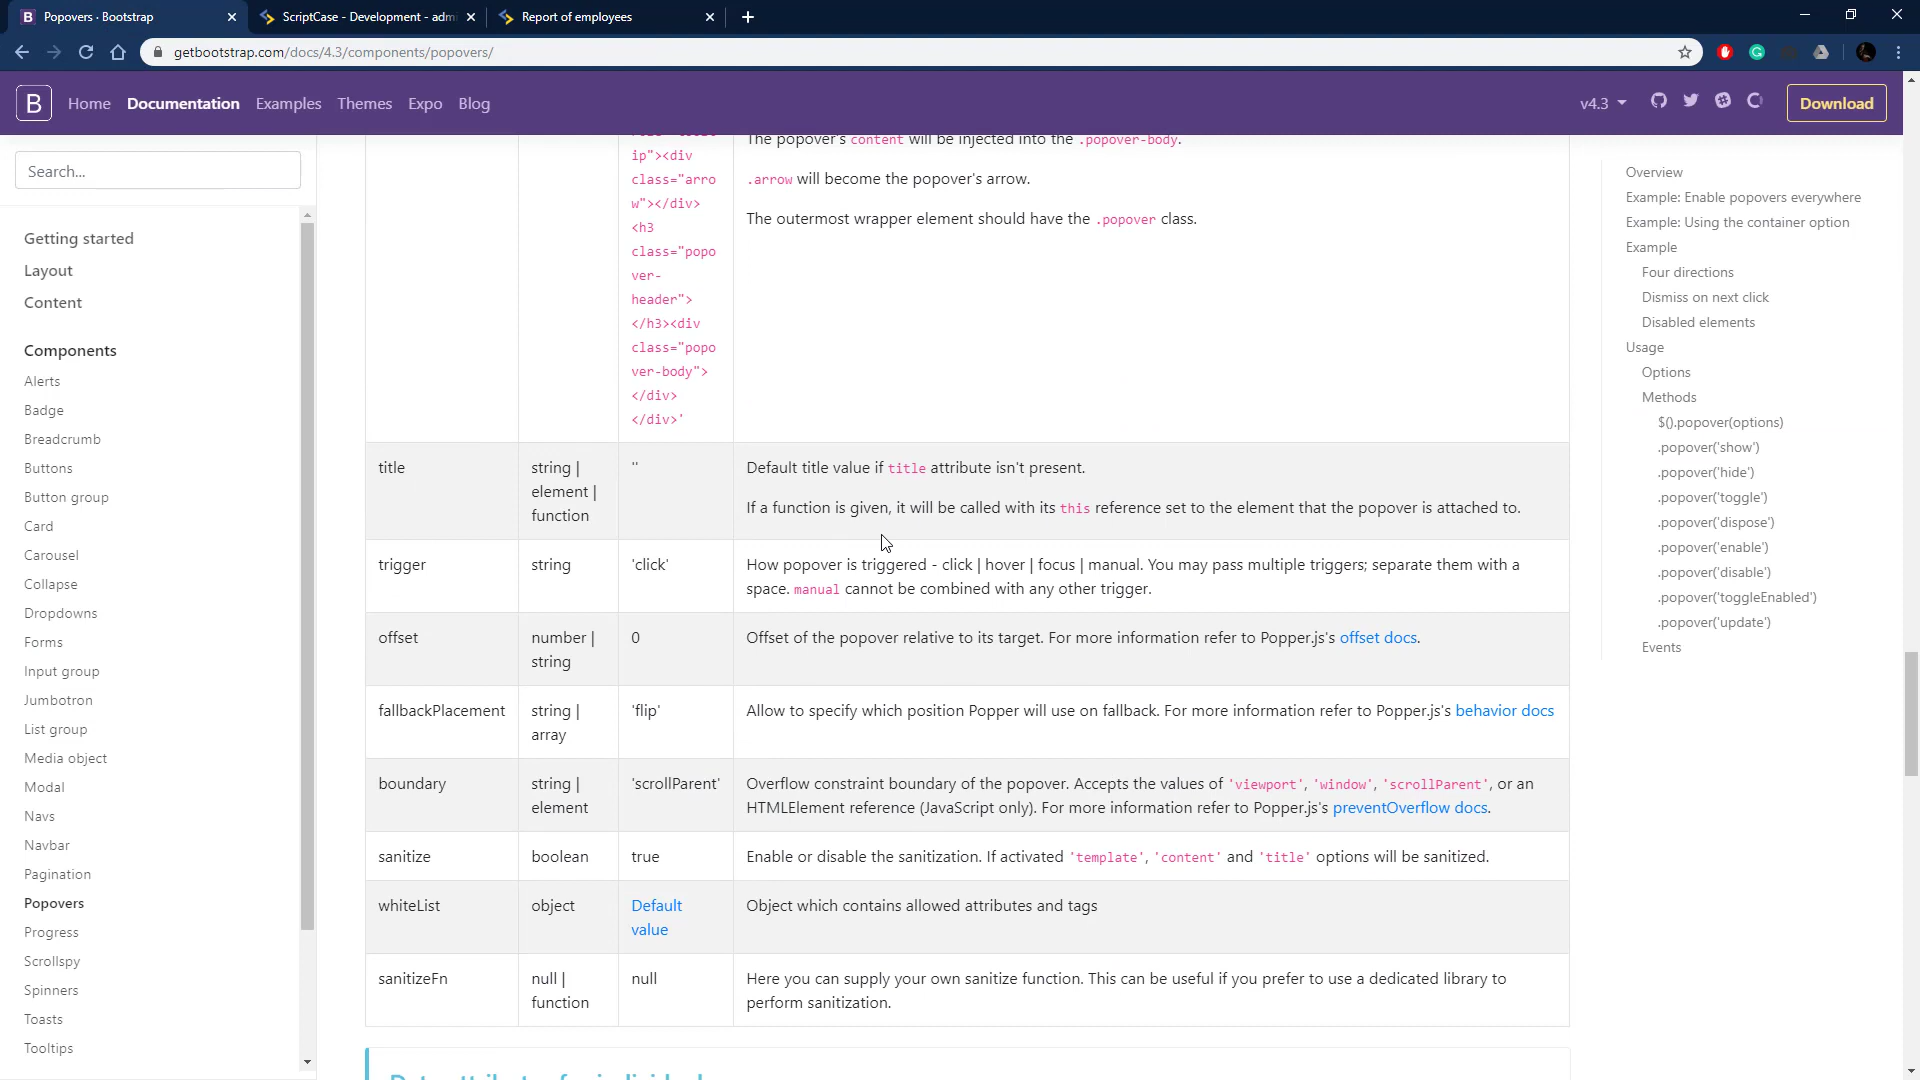 Popovers · Bootstrap
ScriptCase - Development - admi
Report of employees
getbootstrap.com/docs/4.3/components/popovers/
B Home Documentation Examples Themes Expo Blog
v4.3
Download
Search...
Getting started
Layout
Content
Components
Alerts
Badge
Breadcrumb
Buttons
Button group
Card
Carousel
Collapse
Dropdowns
Forms
Input group
Jumbotron
List group
Media object
Modal
Navs
Navbar
Pagination
Popovers
Progress
Scrollspy
Spinners
Toasts
Tooltips
ip"><div
class="arro
w"></div>
<h3
class="popo
ver-
header">
</h3><div
class="popo
ver-body">
</div>
</div>'
The popover's content will be injected into the .popover-body.
.arrow will become the popover's arrow.
The outermost wrapper element should have the .popover class.
title
string |
element |
function
''
Default title value if title attribute isn't present.
If a function is given, it will be called with its this reference set to the element that the popover is attached to.
trigger
string
'click'
How popover is triggered - click | hover | focus | manual. You may pass multiple triggers; separate them with a
space. manual cannot be combined with any other trigger.
offset
number |
string
0
Offset of the popover relative to its target. For more information refer to Popper.js's offset docs.
fallbackPlacement
string |
array
'flip'
Allow to specify which position Popper will use on fallback. For more information refer to Popper.js's behavior docs
boundary
string |
element
'scrollParent'
Overflow constraint boundary of the popover. Accepts the values of 'viewport', 'window', 'scrollParent', or an
HTMLElement reference (JavaScript only). For more information refer to Popper.js's preventOverflow docs.
sanitize
boolean
true
Enable or disable the sanitization. If activated 'template', 'content' and 'title' options will be sanitized.
whiteList
object
Default
value
Object which contains allowed attributes and tags
sanitizeFn
null |
function
null
Here you can supply your own sanitize function. This can be useful if you prefer to use a dedicated library to
perform sanitization.
Overview
Example: Enable popovers everywhere
Example: Using the container option
Example
Four directions
Dismiss on next click
Disabled elements
Usage
Options
Methods
$().popover(options)
.popover('show')
.popover('hide')
.popover('toggle')
.popover('dispose')
.popover('enable')
.popover('disable')
.popover('toggleEnabled')
.popover('update')
Events